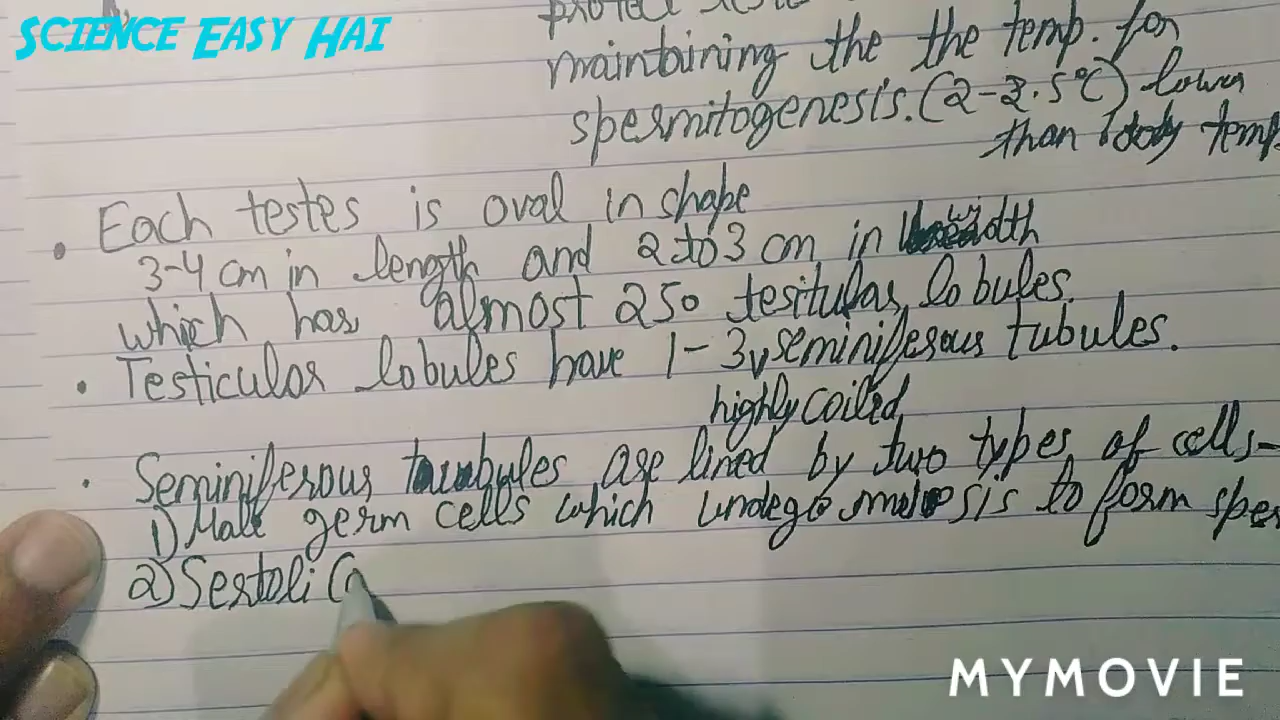 SCIENCE EASY HAI
maintaining the the temp. for
spermitogenesis. (2-2.5°C) lower
than body temp.
Each testes is oval in shape
3-4 cm in length and 2 to 3 cm in width
which has almost 250 testitular lobules.
• Testicular lobules have 1-3 seminiferous tubules.
highly coiled
• Seminiferous tubules are lined by two types of cells-
1) Male germ cells which undego meiosis to form sper
2) Sertoli (
MYMOVIE